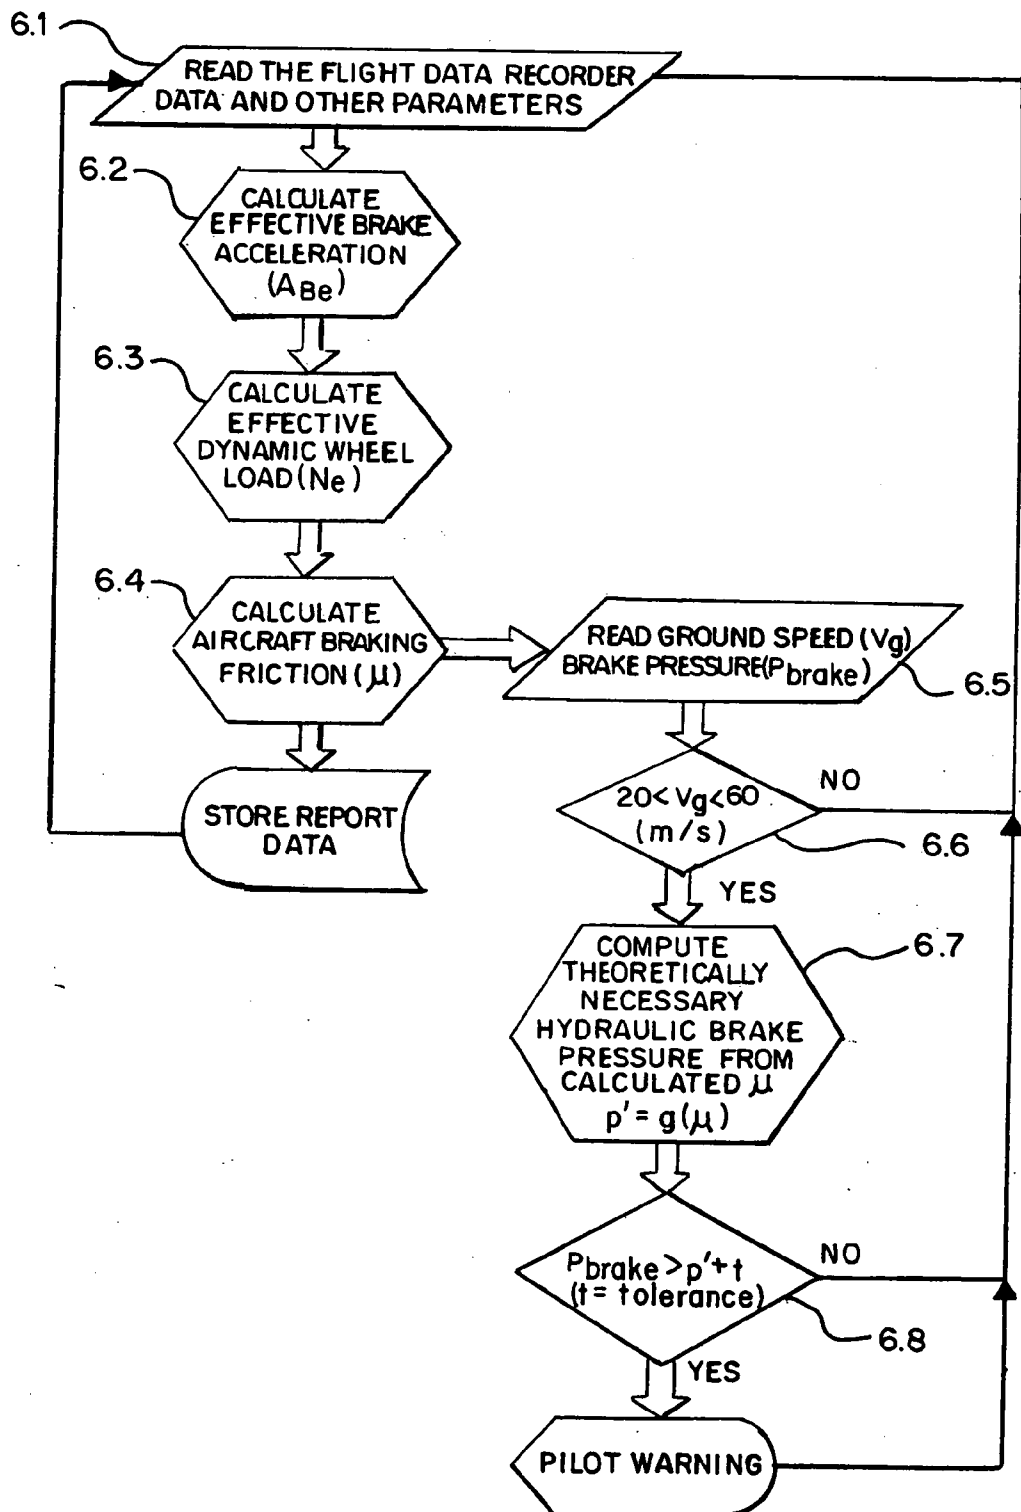 6.1
READ THE FLIGHT DATA RECORDER
DATA AND OTHER PARAMETERS
6.2
CALCULATE
EFFECTIVE BRAKE
ACCELERATION
(ABe)
6.3
CALCULATE
EFFECTIVE
DYNAMIC WHEEL
LOAD(Ne)
6.4
CALCULATE
AIRCRAFT BRAKING
FRICTION(μ)
READ GROUND SPEED(Vg)
BRAKE PRESSURE(Pbrake)
6.5
STORE REPORT
DATA
20<Vg<60
(m/s)
NO
6.6
YES
COMPUTE
THEORETICALLY
NECESSARY
HYDRAULIC BRAKE
PRESSURE FROM
CALCULATED μ
p'=g(μ)
6.7
Pbrake>p'+t
(t=tolerance)
NO
6.8
YES
PILOT WARNING